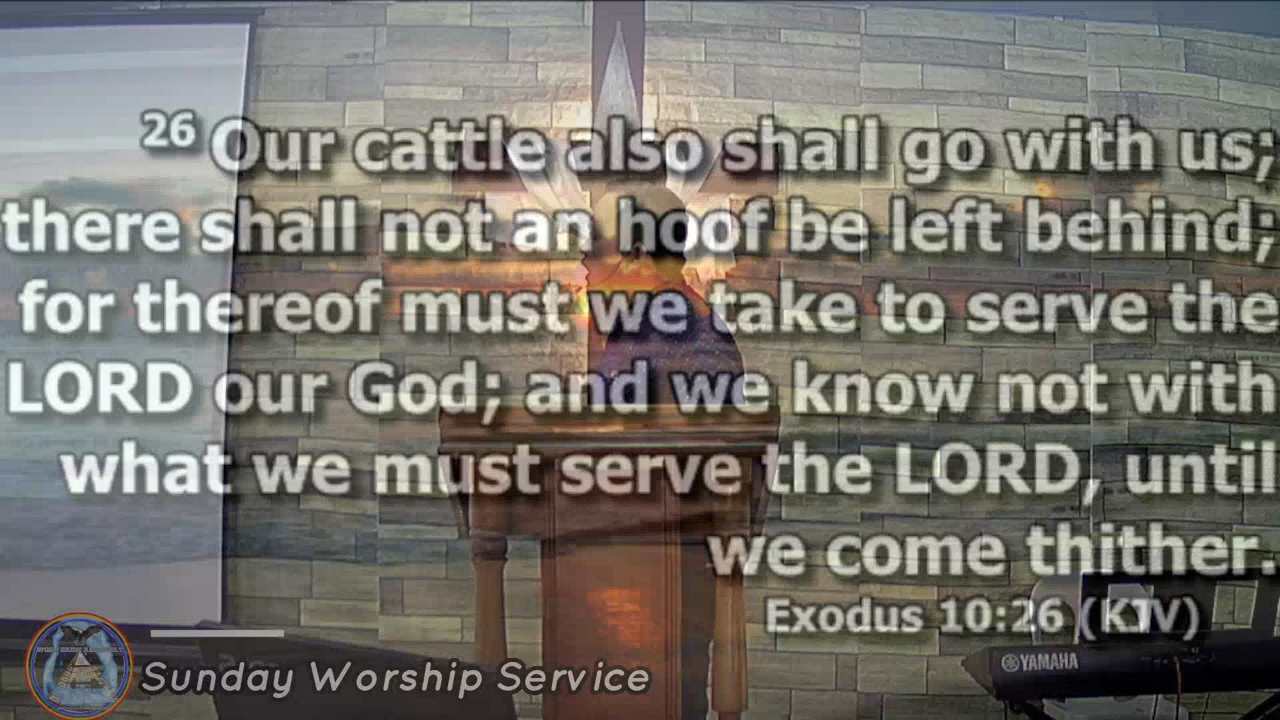 26 Our cattle also shall go with us;
there shall not an hoof be left behind;
for thereof must we take to serve the
LORD our God; and we know not with
what we must serve the LORD, until
we come thither.
Exodus 10:26 (KJV)
YAMAHA
Sunday Worship Service